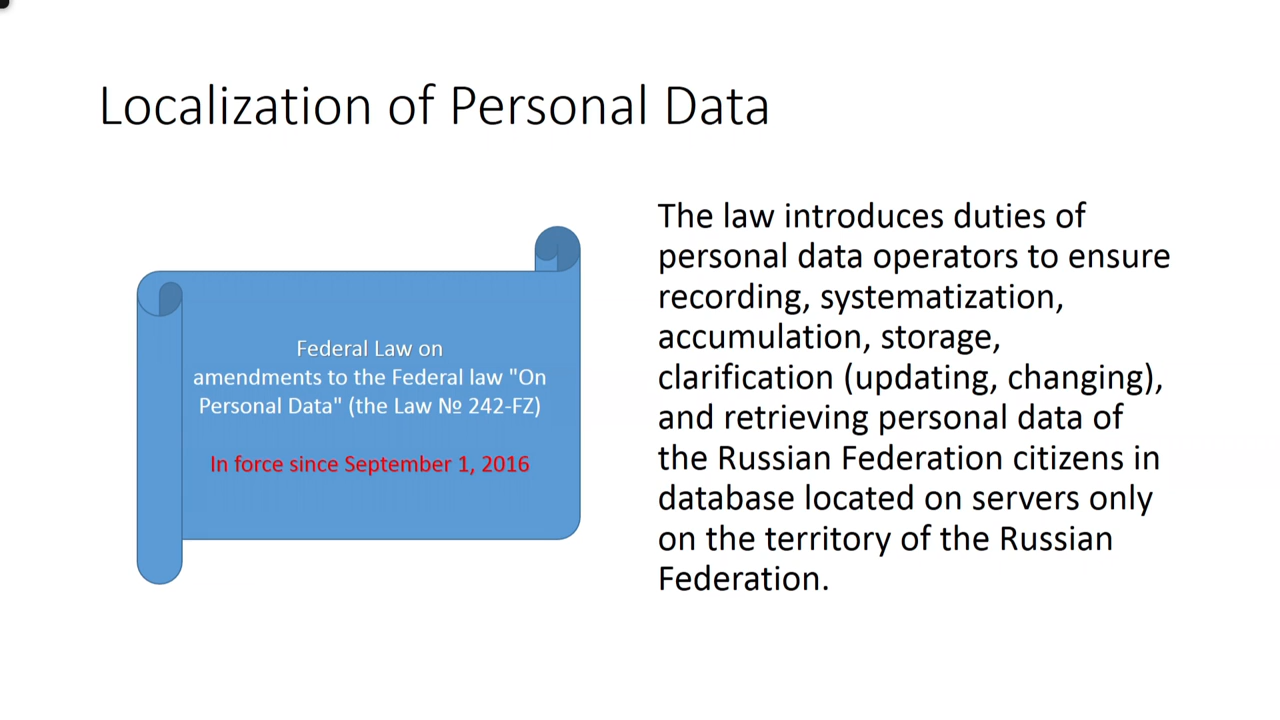 Localization of Personal Data
Federal Law on
amendments to the Federal law "On
Personal Data" (the Law № 242-FZ)
In force since September 1, 2016
The law introduces duties of
personal data operators to ensure
recording, systematization,
accumulation, storage,
clarification (updating, changing),
and retrieving personal data of
the Russian Federation citizens in
database located on servers only
on the territory of the Russian
Federation.